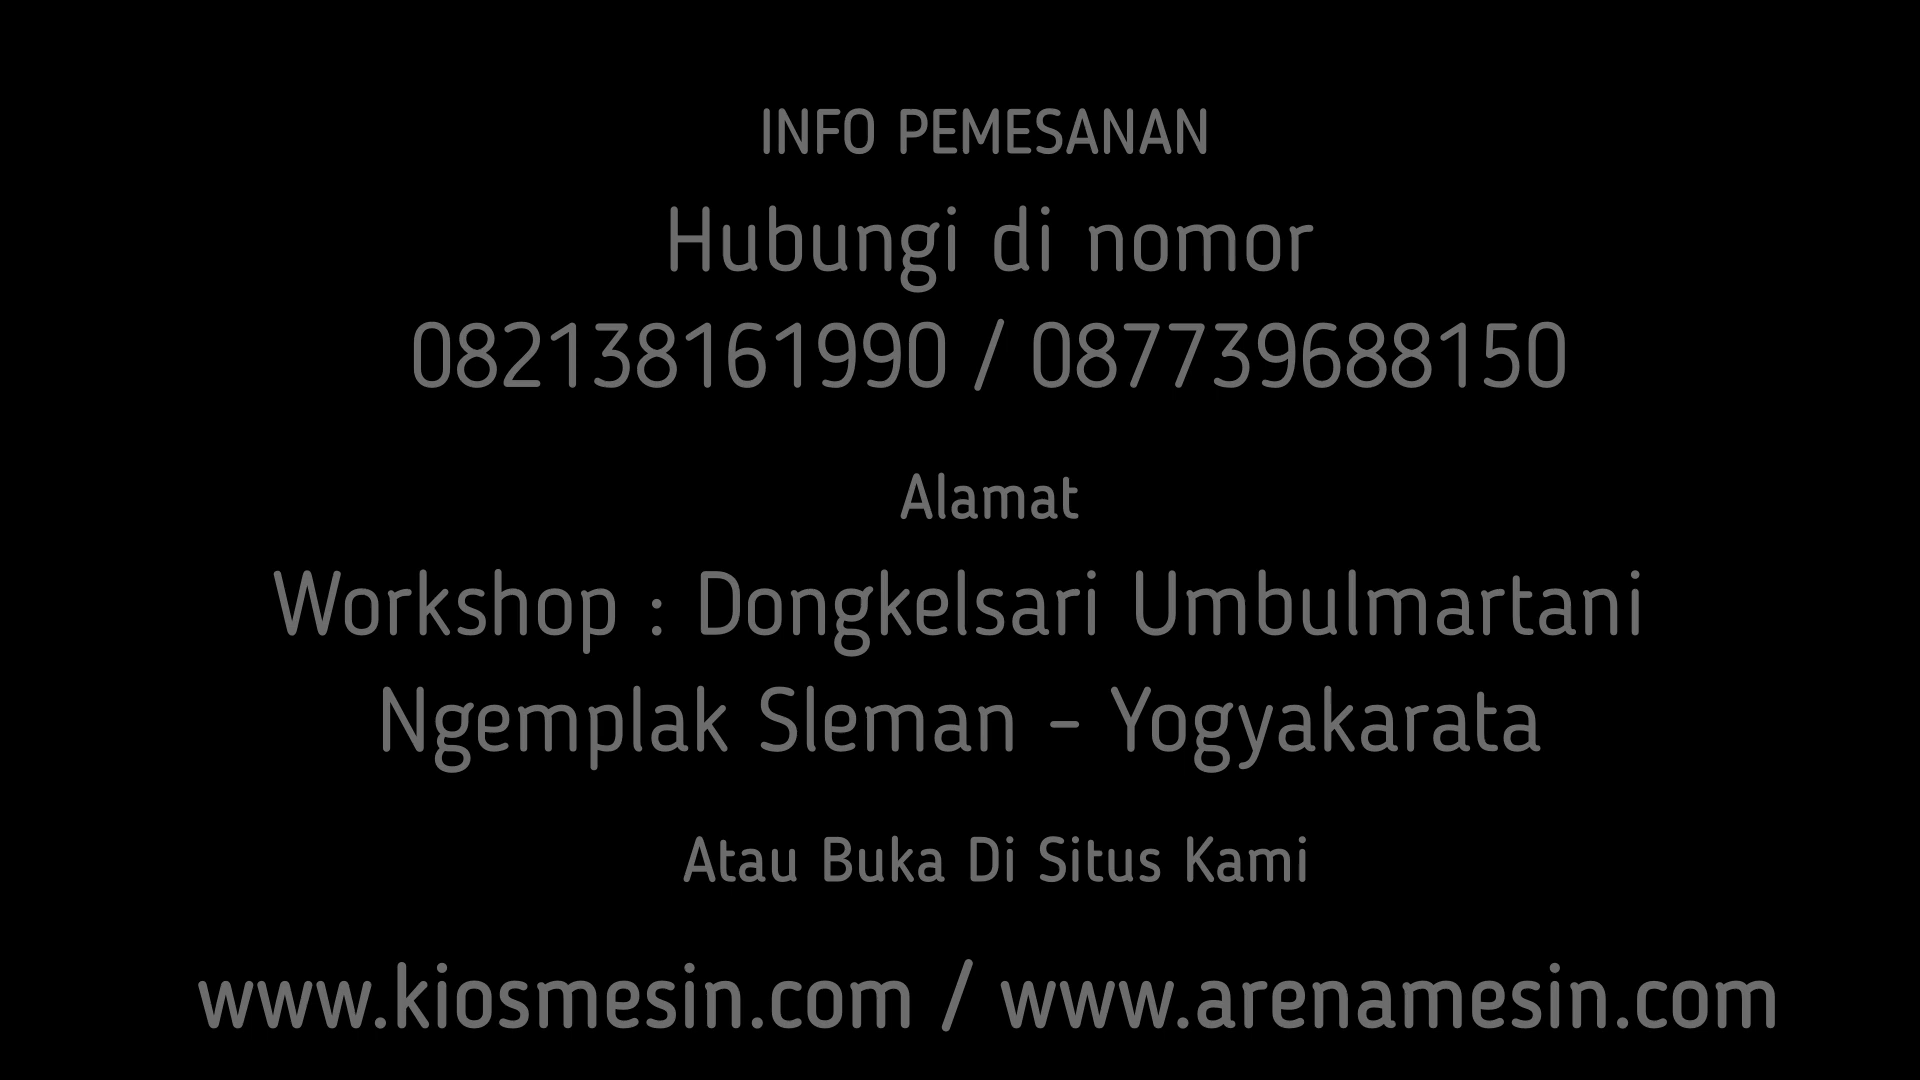 INFO PEMESANAN
Hubungi di nomor
082138161990 / 087739688150
Alamat
Workshop : Dongkelsari Umbulmartani
Ngemplak Sleman - Yogyakarata
Atau Buka Di Situs Kami
www.kiosmesin.com / www.arenamesin.com